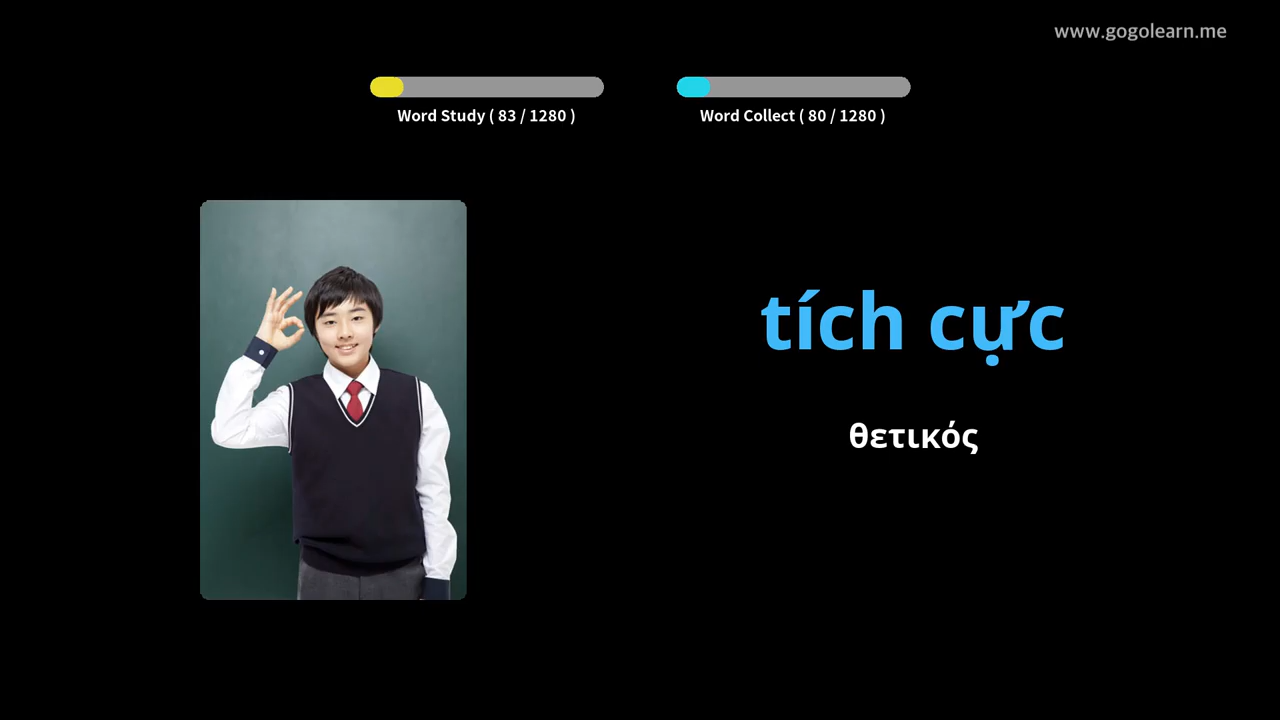 www.gogolearn.me
Word Study ( 83 / 1280 )
Word Collect ( 80 / 1280 )
tích cực
θετικός